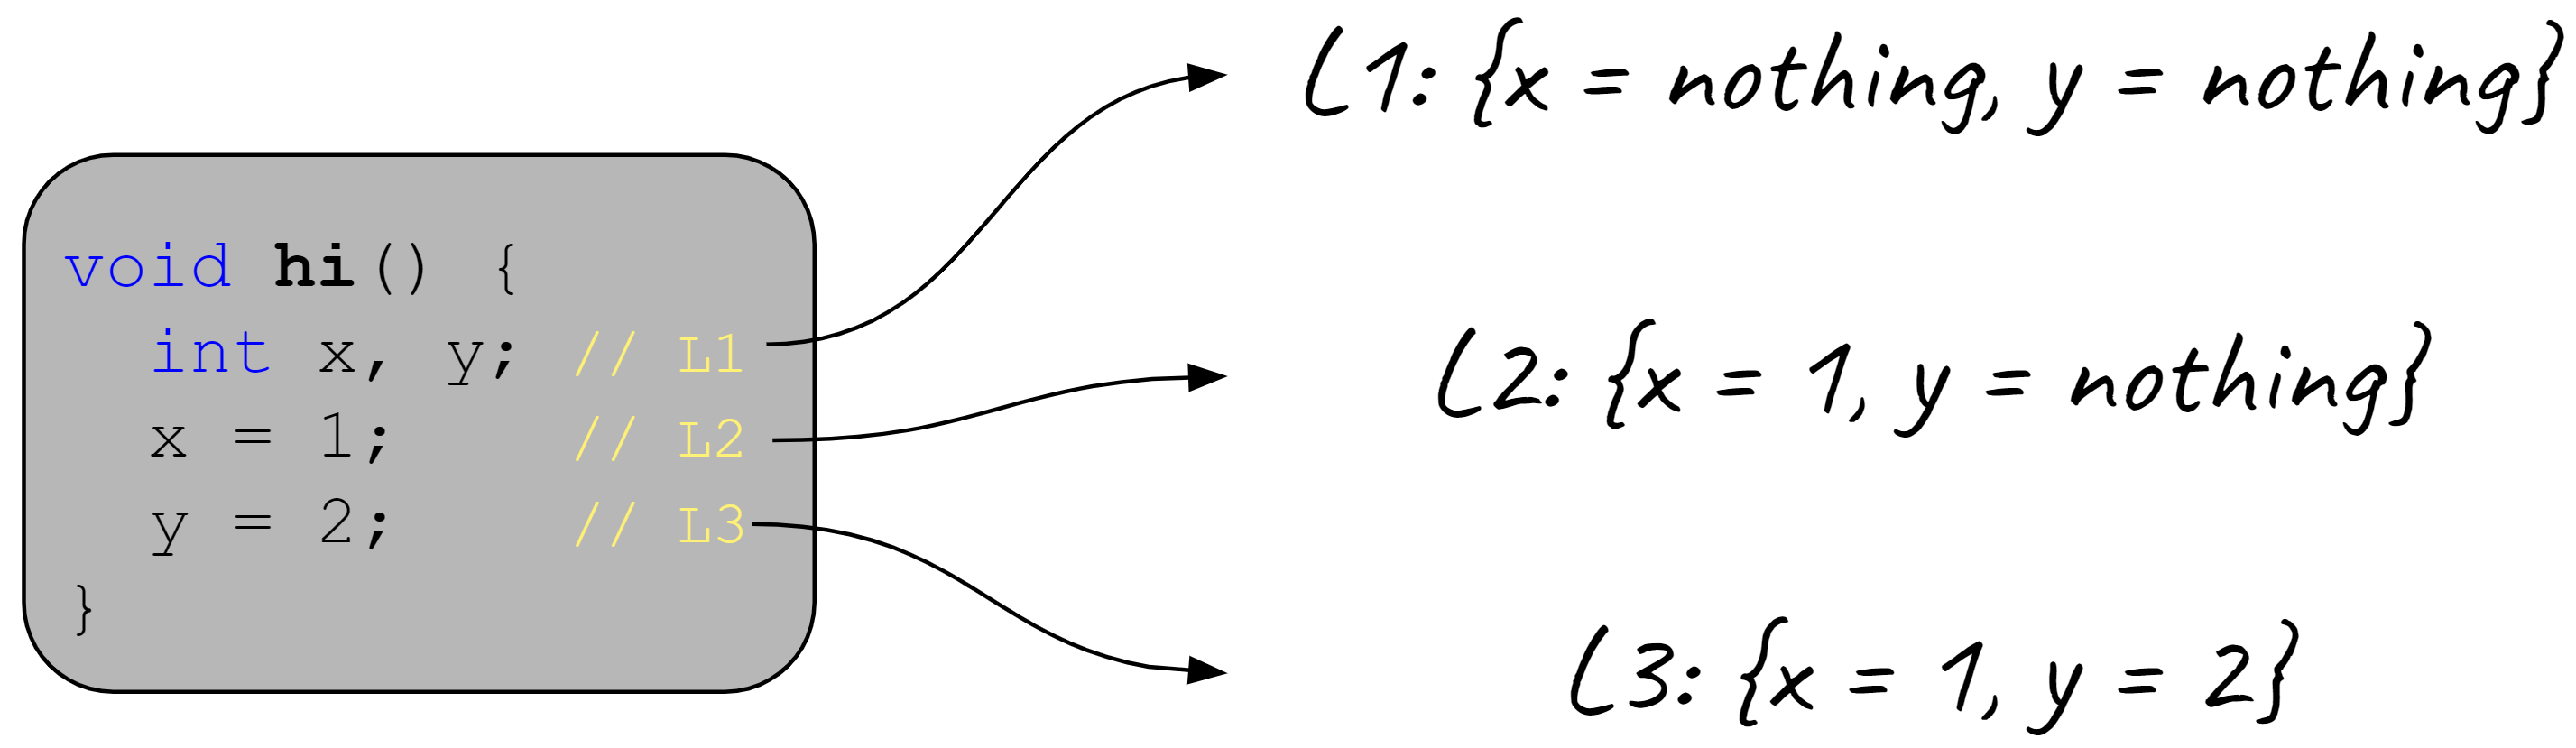 void hi() {
int x, y; // L1
x = 1; // L2
y = 2; // L3
}
L1: {x = nothing, y = nothing}
L2: {x = 1, y = nothing}
L3: {x = 1, y = 2}